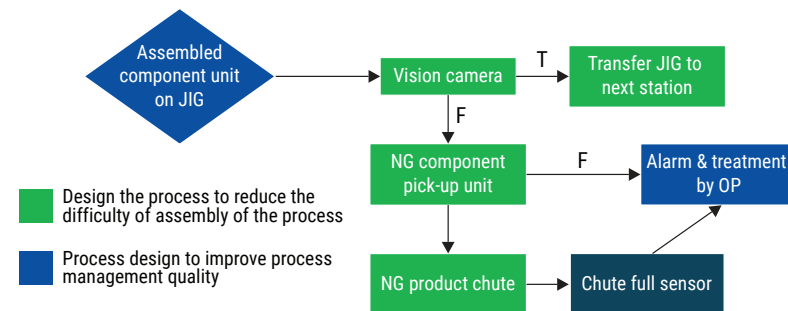 Assembled
component unit
on JIG
Vision camera
T
Transfer JIG to
next station
F
NG component
pick-up unit
F
Alarm & treatment
by OP
Design the process to reduce the
difficulty of assembly of the process
Process design to improve process
management quality
NG product chute
Chute full sensor